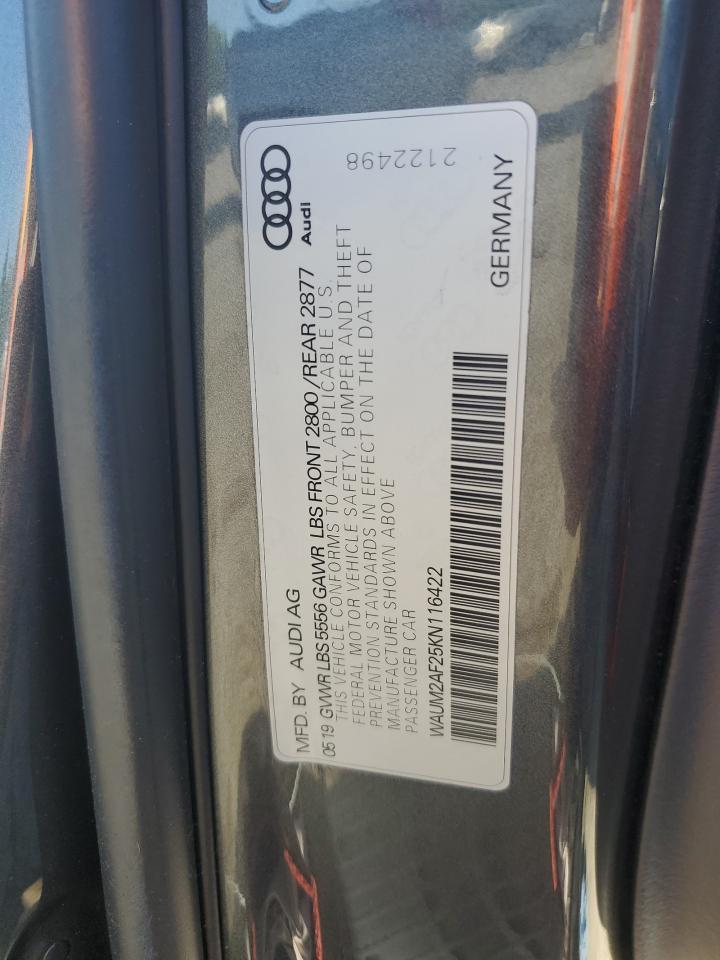 MFD. BY AUDI AG
0519 GVWR LBS 5556 GAWR LBS FRONT 2800 / REAR 2877
THIS VEHICLE CONFORMS TO ALL APPLICABLE U.S.
FEDERAL MOTOR VEHICLE SAFETY, BUMPER AND THEFT
PREVENTION STANDARDS IN EFFECT ON THE DATE OF
MANUFACTURE SHOWN ABOVE
PASSENGER CAR
WAUM2AF25KN116422
Audi
2122498
GERMANY